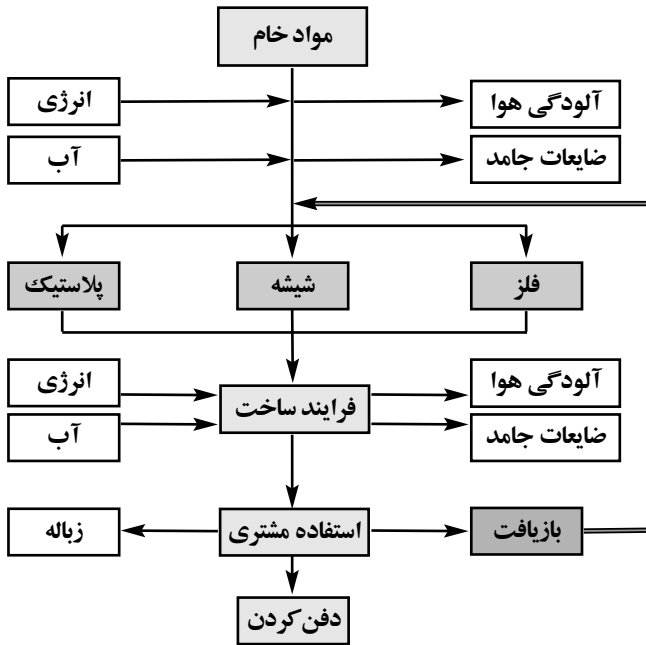 مواد خام
انرژی
آلودگی هوا
آب
ضایعات جامد
فلز
شیشه
پلاستیک
انرژی
آلودگی هوا
فرایند ساخت
آب
ضایعات جامد
بازیافت
استفاده مشتری
زباله
دفن کردن